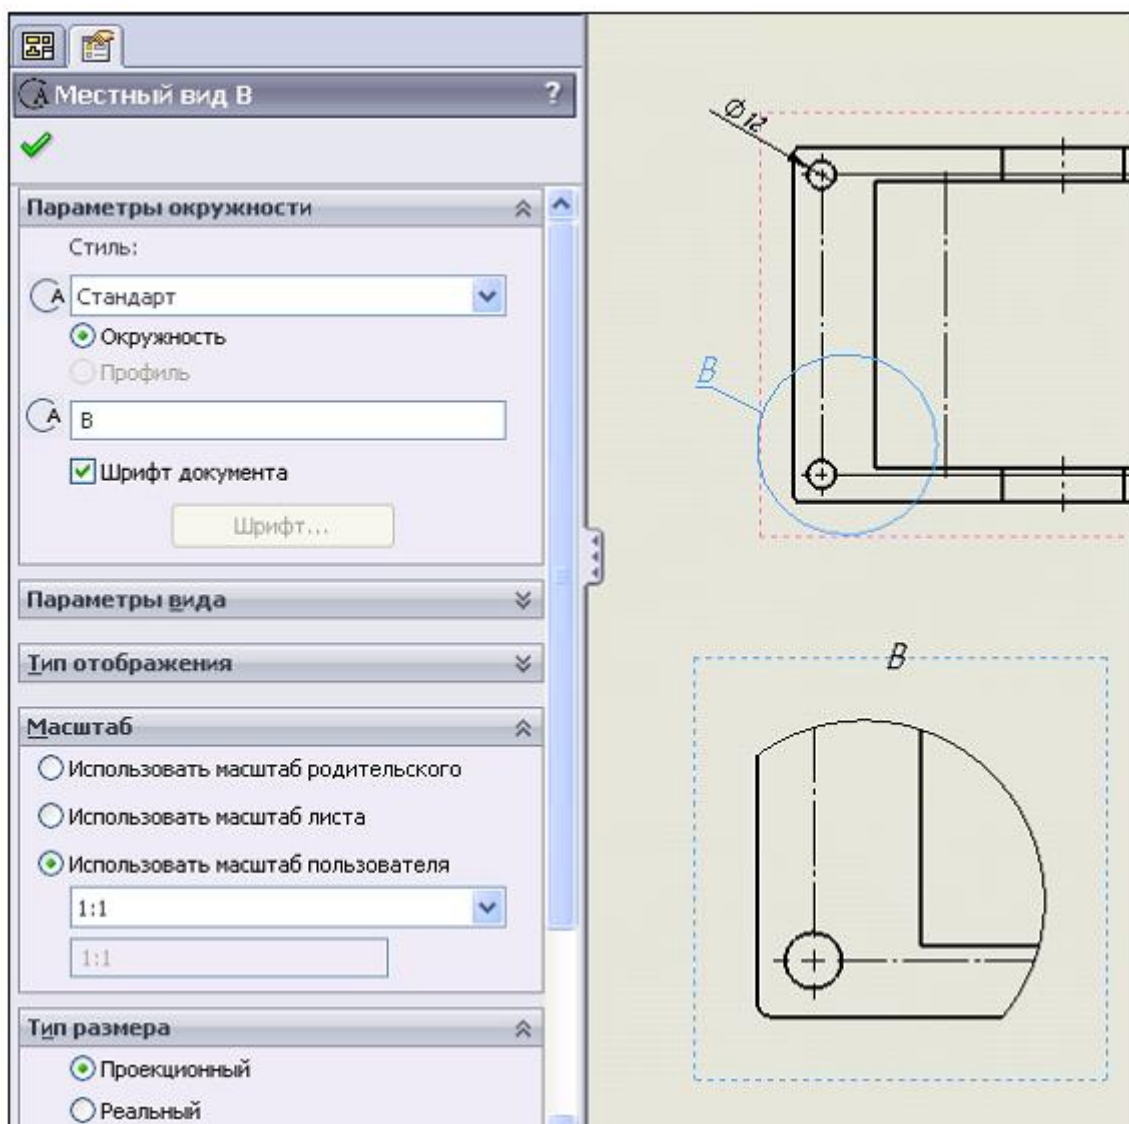 Местный вид В ?
Параметры окружности
Стиль:
А Стандарт
Окружность
Профиль
А В
Шрифт документа
Шрифт...
Параметры вида
Тип отображения
Масштаб
Использовать масштаб родительского
Использовать масштаб листа
Использовать масштаб пользователя
1:1
1:1
Тип размера
Проекционный
Реальный
Ø12
В
В